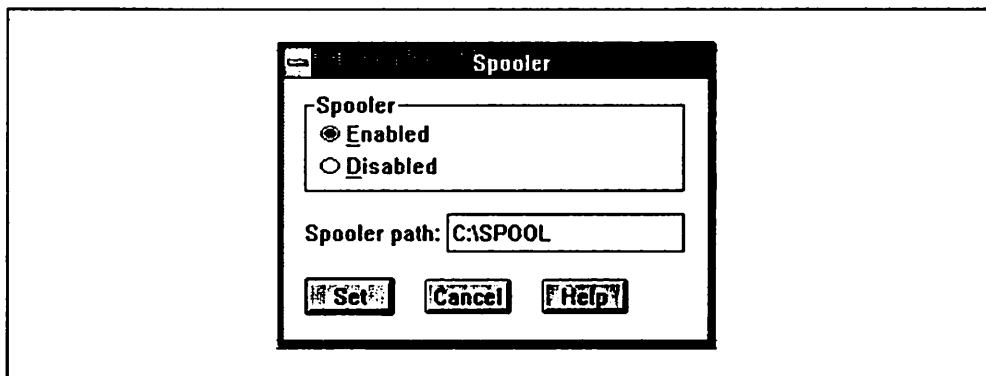 Spooler
Spooler
Enabled
Disabled
Spooler path: C:\SPOOL
Set Cancel Help